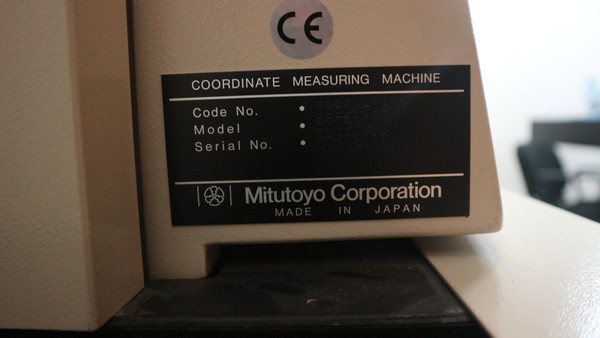 CE
COORDINATE MEASURING MACHINE
Code No. •
Model •
Serial No. •
Mitutoyo Corporation
MADE IN JAPAN